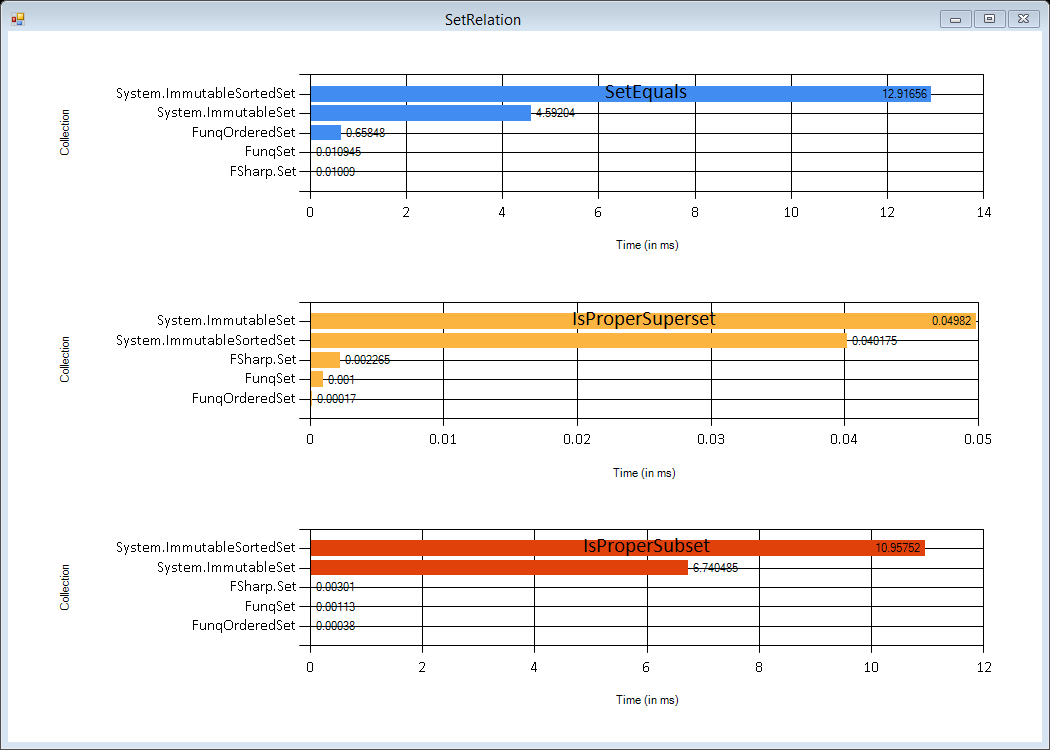 SetRelation
SetEquals
Collection
System.ImmutableSortedSet 12.91656
System.ImmutableSet 4.59204
FunqOrderedSet 0.65848
FunqSet 0.010945
FSharp.Set 0.01009
0 2 4 6 8 10 12 14
Time (in ms)
IsProperSuperset
Collection
System.ImmutableSet 0.04982
System.ImmutableSortedSet 0.040175
FSharp.Set 0.002265
FunqSet 0.001
FunqOrderedSet 0.00017
0 0.01 0.02 0.03 0.04 0.05
Time (in ms)
IsProperSubset
Collection
System.ImmutableSortedSet 10.95752
System.ImmutableSet 6.740485
FSharp.Set 0.00301
FunqSet 0.00113
FunqOrderedSet 0.00038
0 2 4 6 8 10 12
Time (in ms)